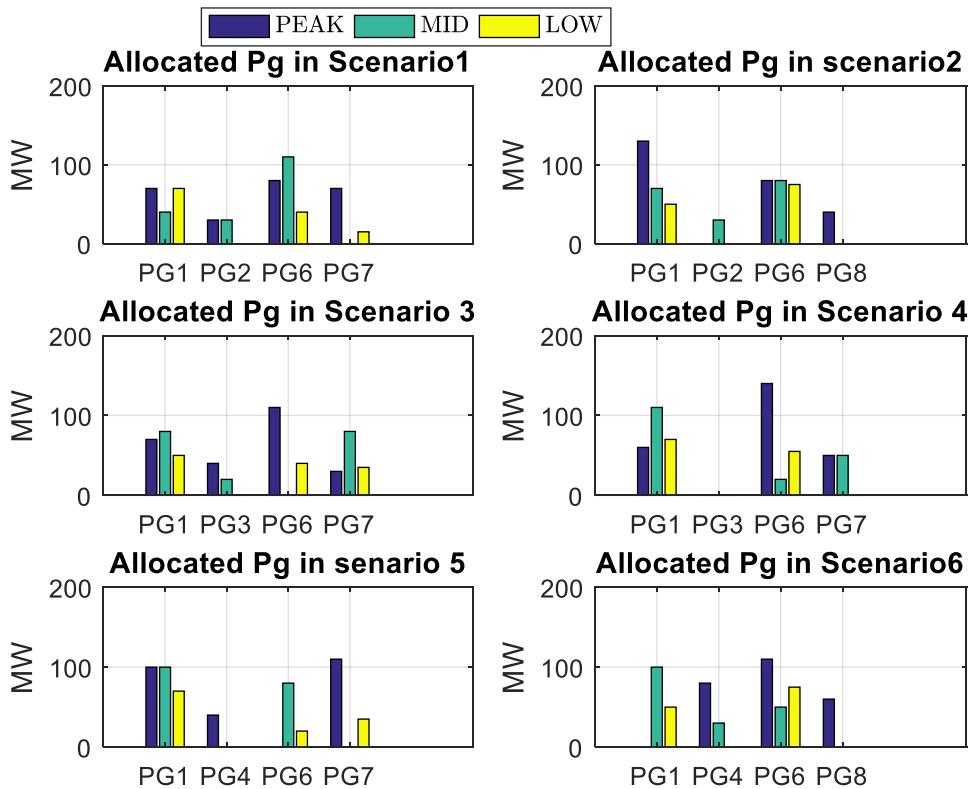 PEAK MID LOW
Allocated Pg in Scenario1
200
100
0
MW
PG1 PG2 PG6 PG7
Allocated Pg in scenario2
200
100
0
MW
PG1 PG2 PG6 PG8
Allocated Pg in Scenario 3
200
100
0
MW
PG1 PG3 PG6 PG7
Allocated Pg in Scenario 4
200
100
0
MW
PG1 PG3 PG6 PG7
Allocated Pg in senario 5
200
100
0
MW
PG1 PG4 PG6 PG7
Allocated Pg in Scenario6
200
100
0
MW
PG1 PG4 PG6 PG8